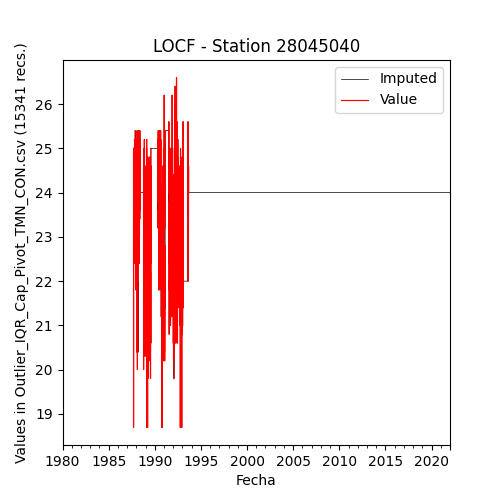 LOCF - Station 28045040
Imputed
Value
Values in Outlier_IQR_Cap_Pivot_TMN_CON.csv (15341 recs.)
26
25
24
23
22
21
20
19
1980 1985 1990 1995 2000 2005 2010 2015 2020
Fecha